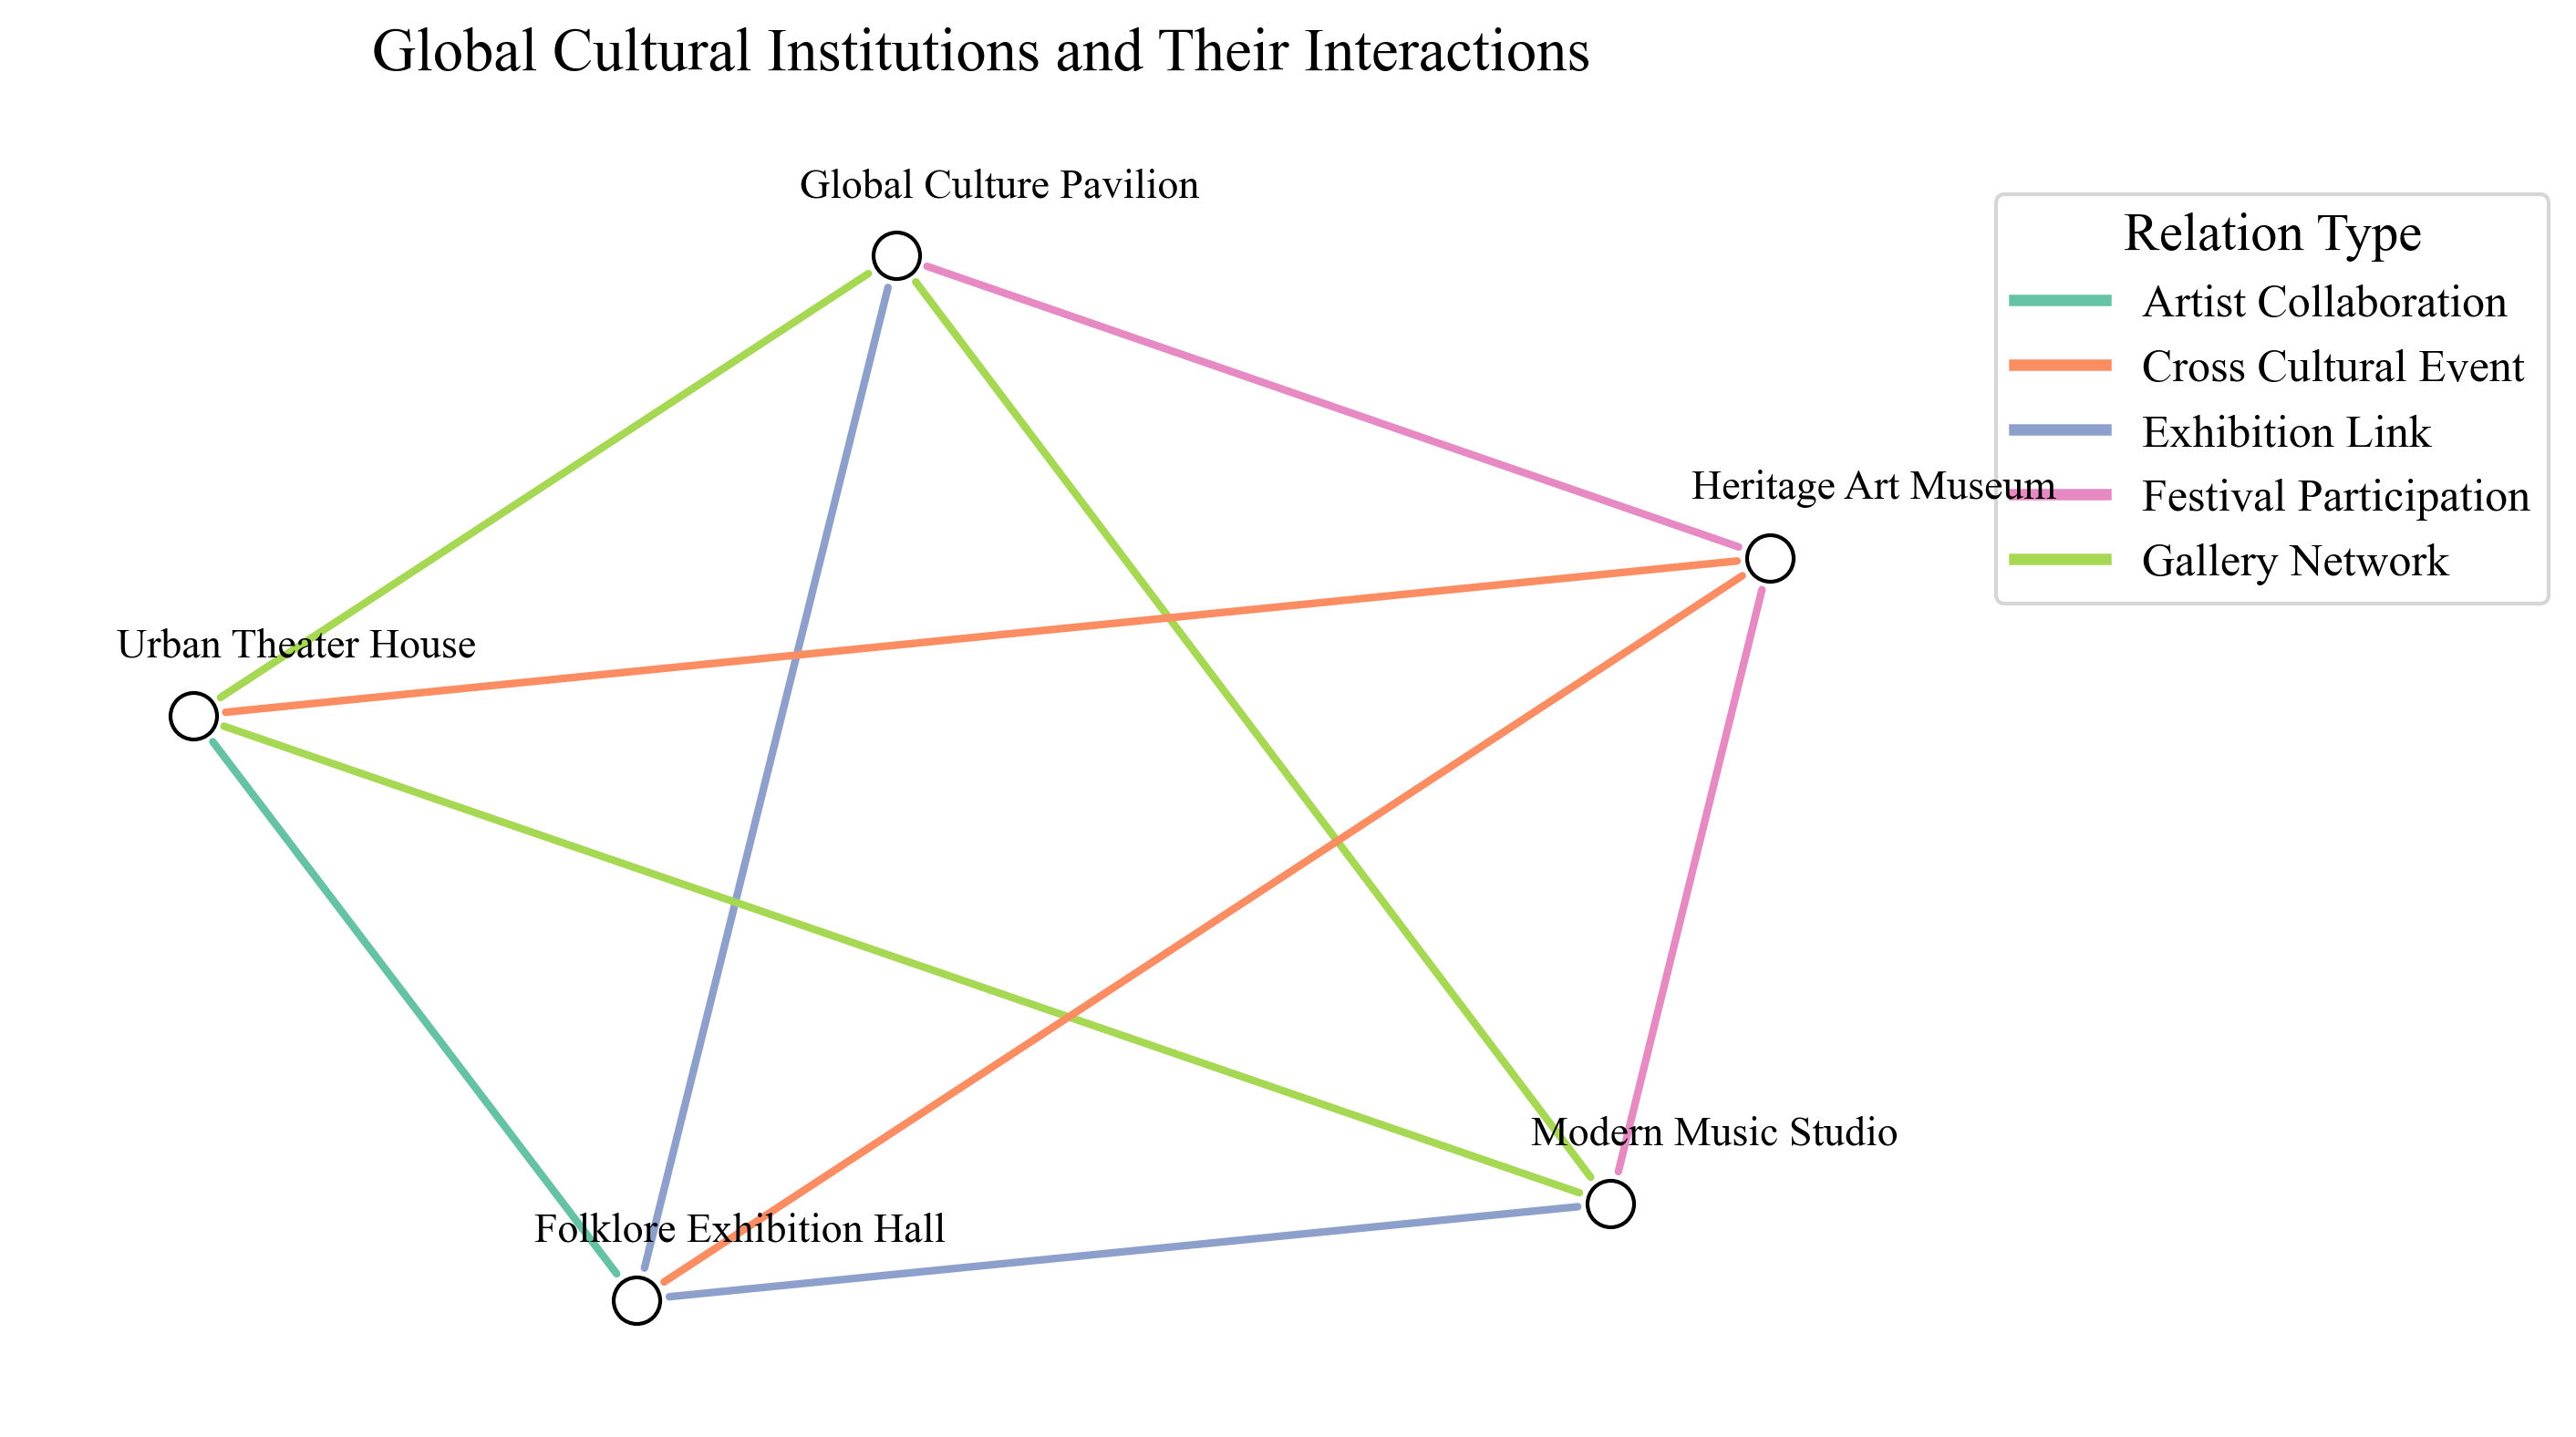 Global Cultural Institutions and Their Interactions
Global Culture Pavilion
Relation Type
Artist Collaboration
Cross Cultural Event
Exhibition Link
Festival Participation
Gallery Network
Heritage Art Museum
Urban Theater House
Modern Music Studio
Folklore Exhibition Hall